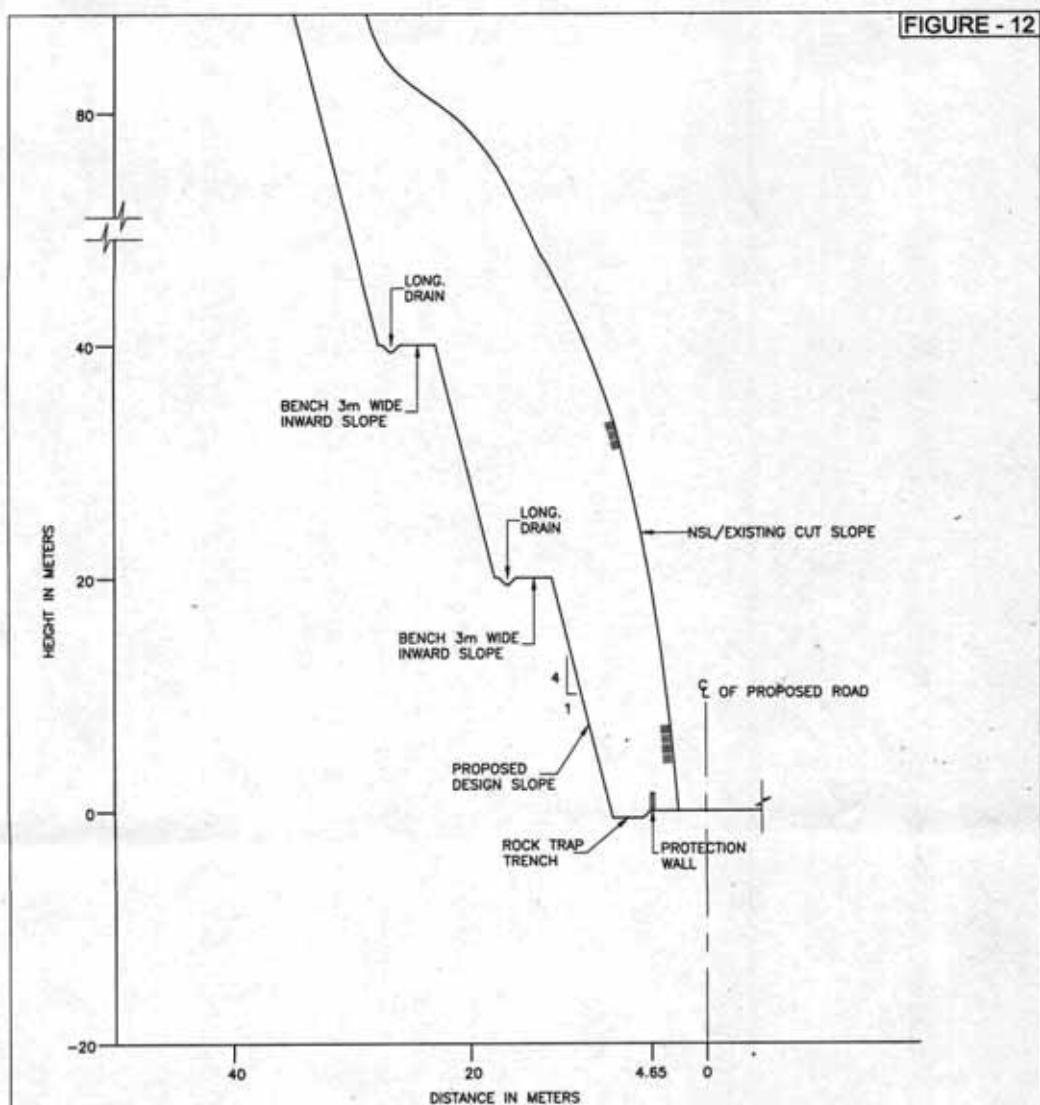 FIGURE - 12
80
LONG.
DRAIN
40
BENCH 3m WIDE
INWARD SLOPE
LONG.
DRAIN
NSL/EXISTING CUT SLOPE
20
HEIGHT IN METERS
BENCH 3m WIDE
INWARD SLOPE
4
1
℄ OF PROPOSED ROAD
PROPOSED
DESIGN SLOPE
0
ROCK TRAP
TRENCH
PROTECTION
WALL
-20
40
20
4.65
0
DISTANCE IN METERS